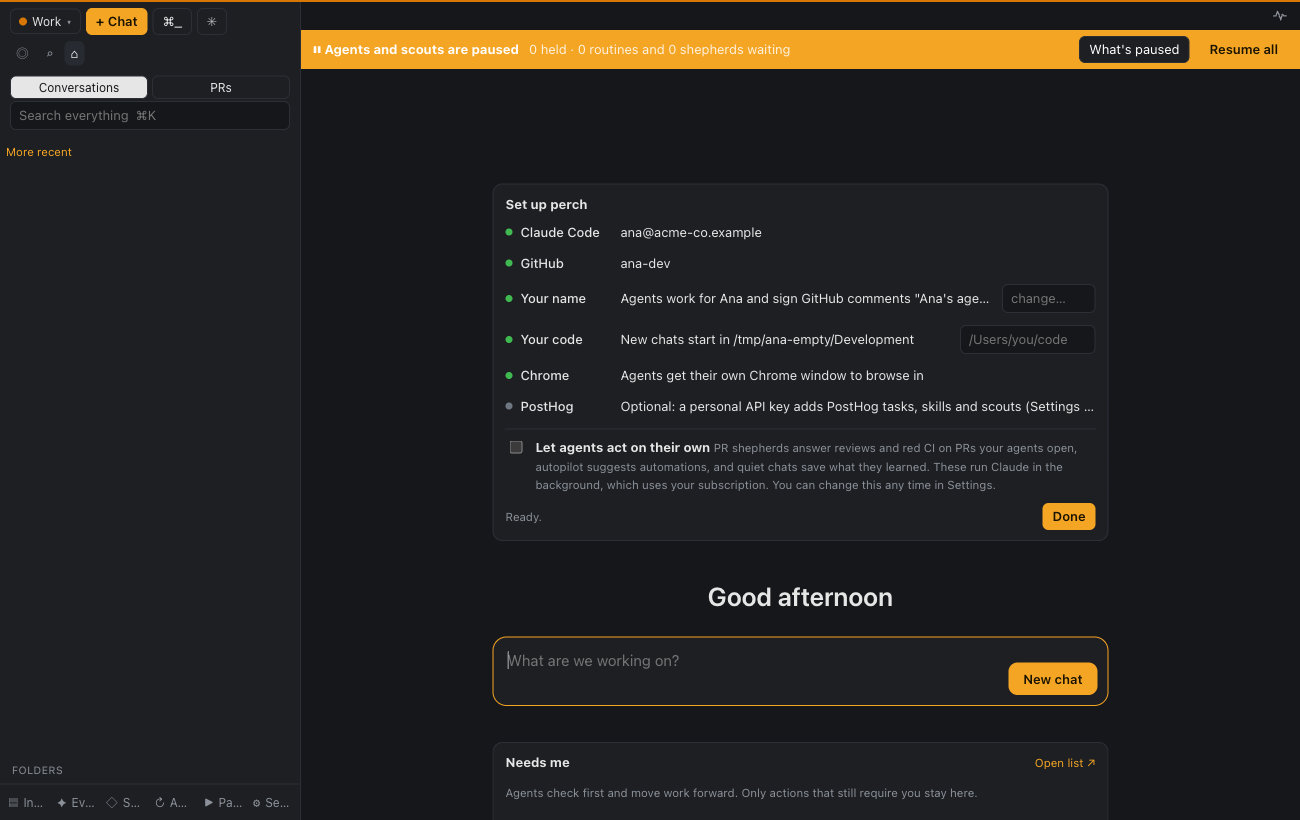 Work
+ Chat
⌘_
Conversations
PRs
Search everything ⌘K
More recent
FOLDERS
In...
Ev...
S...
A...
Pa...
Se...
Agents and scouts are paused 0 held · 0 routines and 0 shepherds waiting
What's paused
Resume all
Set up perch
Claude Code ana@acme-co.example
GitHub ana-dev
Your name Agents work for Ana and sign GitHub comments "Ana's age... change...
Your code New chats start in /tmp/ana-empty/Development /Users/you/code
Chrome Agents get their own Chrome window to browse in
PostHog Optional: a personal API key adds PostHog tasks, skills and scouts (Settings ...
Let agents act on their own PR shepherds answer reviews and red CI on PRs your agents open,
autopilot suggests automations, and quiet chats save what they learned. These run Claude in the
background, which uses your subscription. You can change this any time in Settings.
Ready.
Done
Good afternoon
What are we working on?
New chat
Needs me
Open list ↗
Agents check first and move work forward. Only actions that still require you stay here.